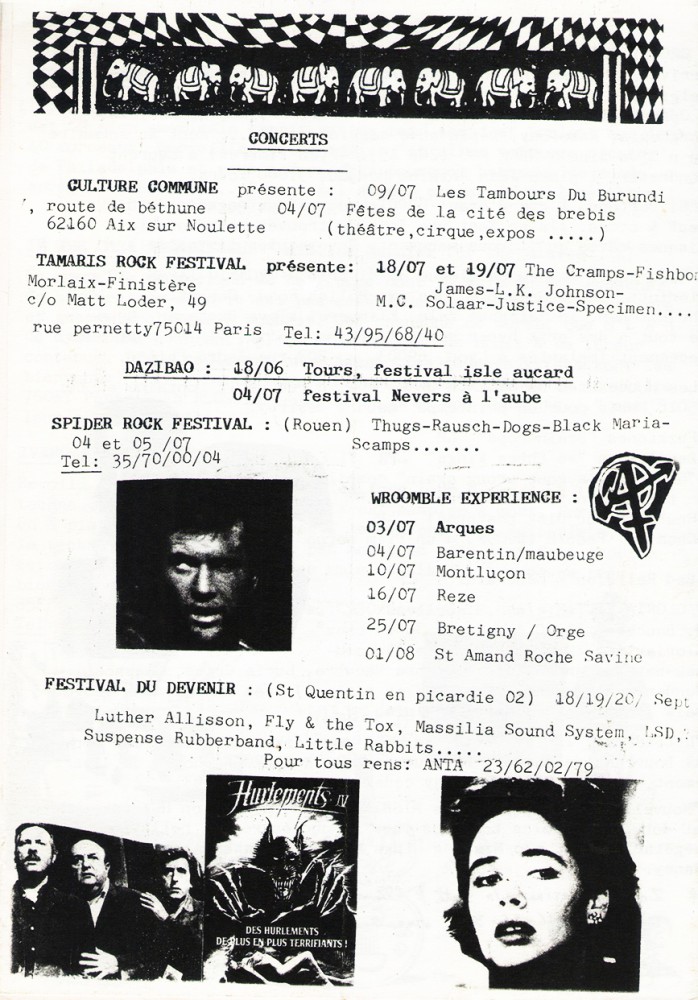 CONCERTS
CULTURE COMMUNE présente : 09/07 Les Tambours Du Burundi
, route de béthune 04/07 Fêtes de la cité des brebis
62160 Aix sur Noulette (théâtre,cirque,expos .....)
TAMARIS ROCK FESTIVAL présente: 18/07 et 19/07 The Cramps-Fishbo
Morlaix-Finistère James-L.K. Johnson-
c/o Matt Loder, 49 M.C. Solaar-Justice-Specimen....
rue pernetty75014 Paris Tel: 43/95/68/40
DAZIBAO : 18/06 Tours, festival isle aucard
04/07 festival Nevers à l'aube
SPIDER ROCK FESTIVAL : (Rouen) Thugs-Rausch-Dogs-Black Maria-
04 et 05 /07 Scamps.......
Tel: 35/70/00/04
WROOMBLE EXPERIENCE :
03/07 Arques
04/07 Barentin/maubeuge
10/07 Montluçon
16/07 Reze
25/07 Bretigny / Orge
01/08 St Amand Roche Savine
FESTIVAL DU DEVENIR : (St Quentin en picardie 02) 18/19/20/ Sept
Luther Allisson, Fly & the Tox, Massilia Sound System, LSD,
Suspense Rubberband, Little Rabbits.....
Pour tous rens: ANTA 23/62/02/79
Hurlements IV
DES HURLEMENTS
DE PLUS EN PLUS TERRIFIANTS !